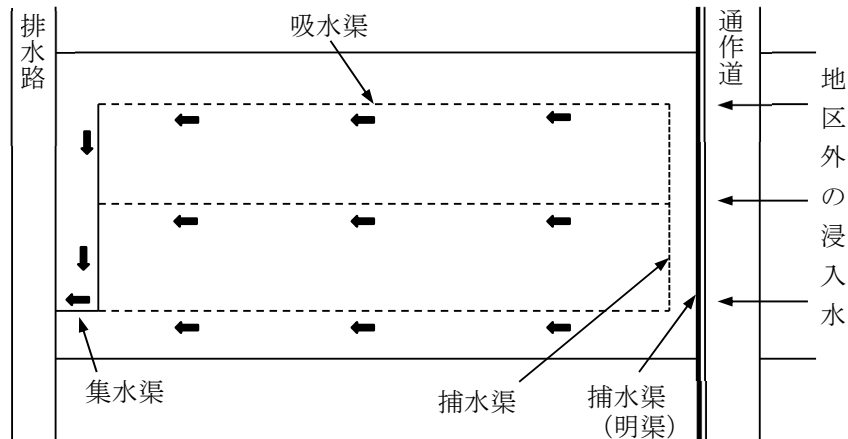 排水路
吸水渠
通作道
地区外の浸入水
集水渠
捕水渠
捕水渠
（明渠）